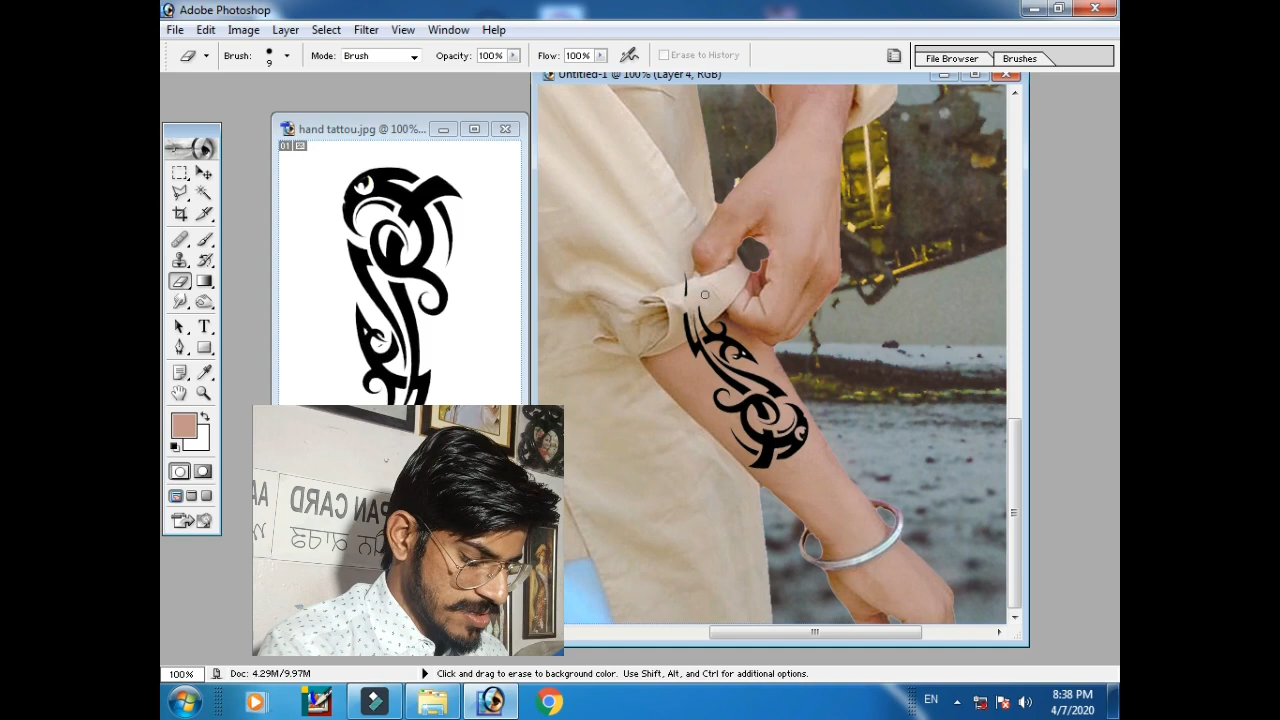 Adobe Photoshop
File Edit Image Layer Select Filter View Window Help
Brush: 9 Mode: Brush Opacity: 100% Flow: 100% Erase to History File Browser Brushes
Untitled-1 @ 100% (Layer 4, RGB)
hand tattou.jpg @ 100%...
01
T
PAN CARD
AA
100% Doc: 4.29M/9.97M Click and drag to erase to background color. Use Shift, Alt, and Ctrl for additional options.
EN 8:38 PM
4/7/2020